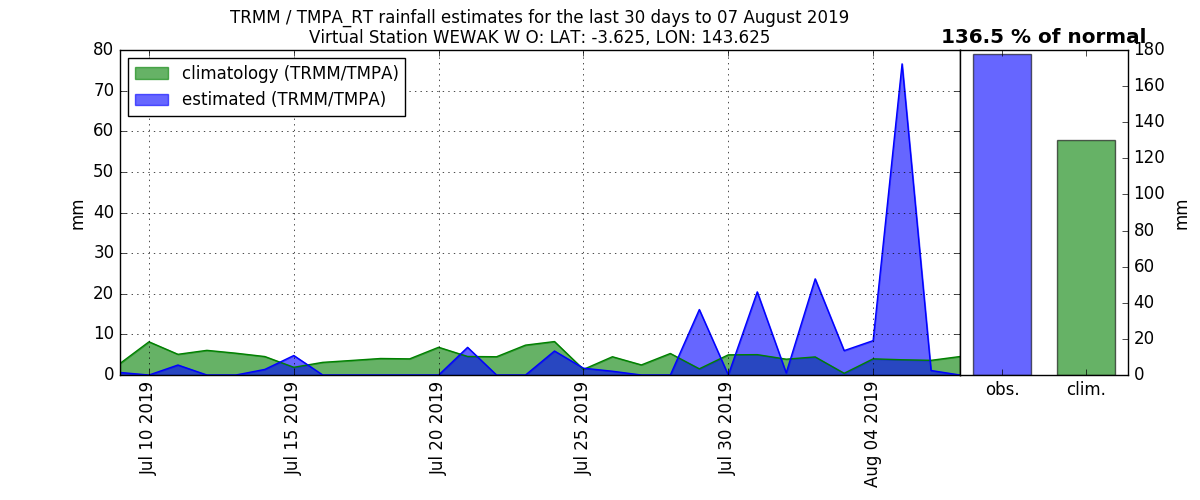 TRMM / TMPA_RT rainfall estimates for the last 30 days to 07 August 2019
Virtual Station WEWAK W O: LAT: -3.625, LON: 143.625
136.5 % of normal
climatology (TRMM/TMPA)
estimated (TRMM/TMPA)
mm
80
70
60
50
40
30
20
10
0
Jul 10 2019
Jul 15 2019
Jul 20 2019
Jul 25 2019
Jul 30 2019
Aug 04 2019
obs.
clim.
180
160
140
120
100
80
60
40
20
0
mm